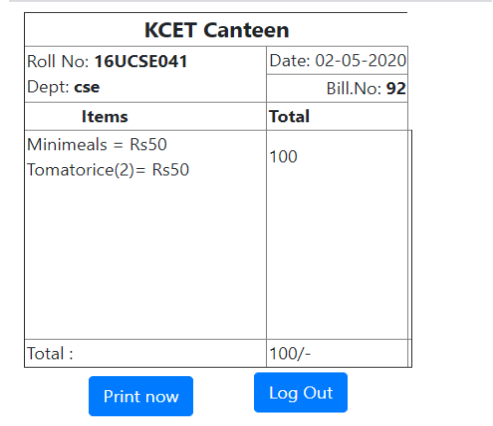 KCET Canteen
Roll No: 16UCSE041
Date: 02-05-2020
Dept: cse
Bill.No: 92
Items
Total
Minimeals = Rs50
Tomatorice(2)= Rs50
100
Total :
100/-
Print now
Log Out